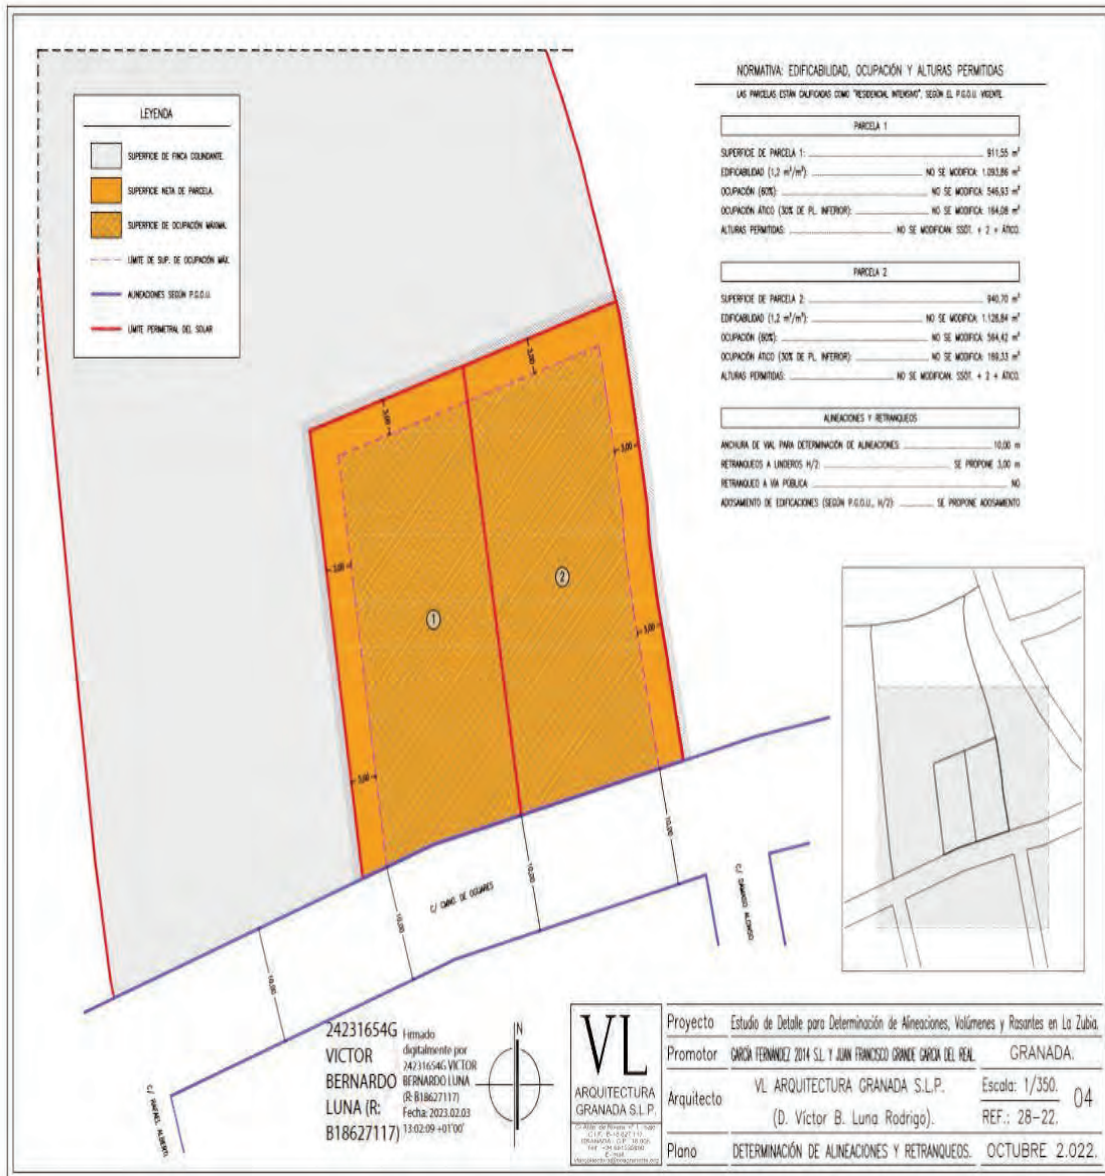 LEYENDA
SUPERFICIE DE FINCA COLINDANTE.
SUPERFICIE NETA DE PARCELA.
SUPERFICIE DE OCUPACIÓN MÁXIMA.
LÍMITE DE SUP. DE OCUPACIÓN MÁX.
ALINEACIONES SEGÚN P.G.O.U.
LÍMITE PERIMETRAL DEL SOLAR
NORMATIVA: EDIFICABILIDAD, OCUPACIÓN Y ALTURAS PERMITIDAS
LAS PARCELAS ESTÁN CALIFICADAS COMO "RESIDENCIAL INTENSIVO", SEGÚN EL P.G.O.U. VIGENTE.
PARCELA 1
SUPERFICIE DE PARCELA 1: 911,55 m²
EDIFICABILIDAD (1,2 m²/m²): NO SE MODIFICA: 1.093,86 m²
OCUPACIÓN (60%): NO SE MODIFICA: 546,93 m²
OCUPACIÓN ÁTICO (30% DE PL. INFERIOR): NO SE MODIFICA: 164,08 m²
ALTURAS PERMITIDAS: NO SE MODIFICAN: SSÓT. + 2 + ÁTICO.
PARCELA 2
SUPERFICIE DE PARCELA 2: 940,70 m²
EDIFICABILIDAD (1,2 m²/m²): NO SE MODIFICA: 1.128,84 m²
OCUPACIÓN (60%): NO SE MODIFICA: 564,42 m²
OCUPACIÓN ÁTICO (30% DE PL. INFERIOR): NO SE MODIFICA: 169,33 m²
ALTURAS PERMITIDAS: NO SE MODIFICAN: SSÓT. + 2 + ÁTICO.
ALINEACIONES Y RETRANQUEOS
ANCHURA DE VIAL PARA DETERMINACIÓN DE ALINEACIONES: 10,00 m
RETRANQUEOS A LINDEROS H/2: SE PROPONE 3,00 m
RETRANQUEO A VÍA PÚBLICA: NO
ADOSAMIENTO DE EDIFICACIONES (SEGÚN P.G.O.U., H/2): SE PROPONE ADOSAMIENTO
3,00
3,00
3,00
3,00
3,00
3,00
1
2
10,00
10,00
10,00
10,00
C/ CMNO. DE OGIJARES
C/ DÁMASO ALONSO
C/ RAFAEL ALBERTI
24231654G
VICTOR
BERNARDO
LUNA (R:
B18627117)
Firmado
digitalmente por
24231654G VICTOR
BERNARDO LUNA
(R: B18627117)
Fecha: 2023.02.03
13:02:09 +01'00'
N
VL
ARQUITECTURA
GRANADA S.L.P.
Proyecto Estudio de Detalle para Determinación de Alineaciones, Volúmenes y Rasantes en La Zubia.
Promotor GARCÍA FERNÁNDEZ 2014 S.L. Y JUAN FRANCISCO GRANDE GARCÍA DEL REAL. GRANADA.
Arquitecto VL ARQUITECTURA GRANADA S.L.P.
(D. Víctor B. Luna Rodrigo).
Escala: 1/350.
REF.: 28-22.
04
Plano DETERMINACIÓN DE ALINEACIONES Y RETRANQUEOS. OCTUBRE 2.022.